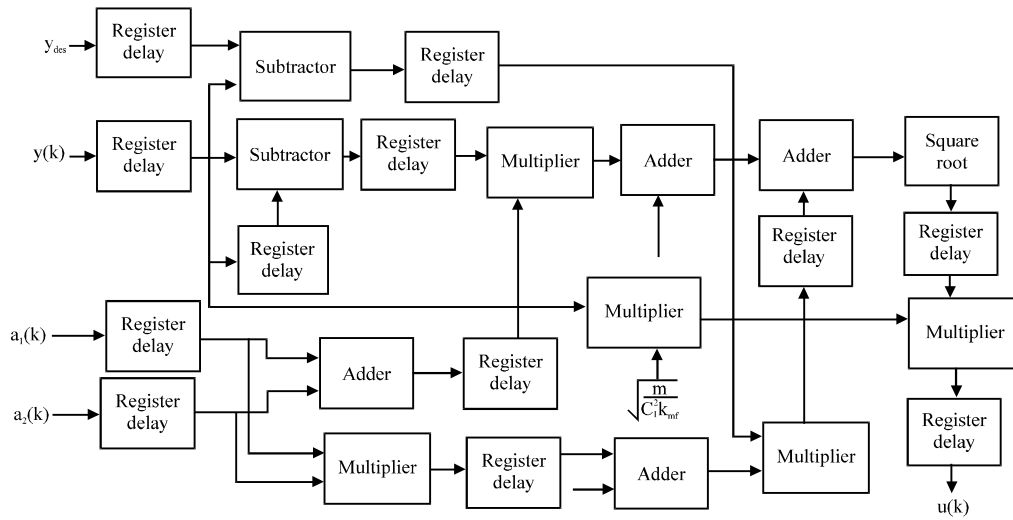 y_des
Register
delay
Subtractor
Register
delay
y(k)
Register
delay
Subtractor
Register
delay
Multiplier
Adder
Adder
Square
root
Register
delay
Register
delay
Register
delay
Multiplier
Multiplier
a₁(k)
Register
delay
Adder
Register
delay
√(m / C₁²k_mf)
a₂(k)
Register
delay
Register
delay
Multiplier
Register
delay
Adder
Multiplier
u(k)